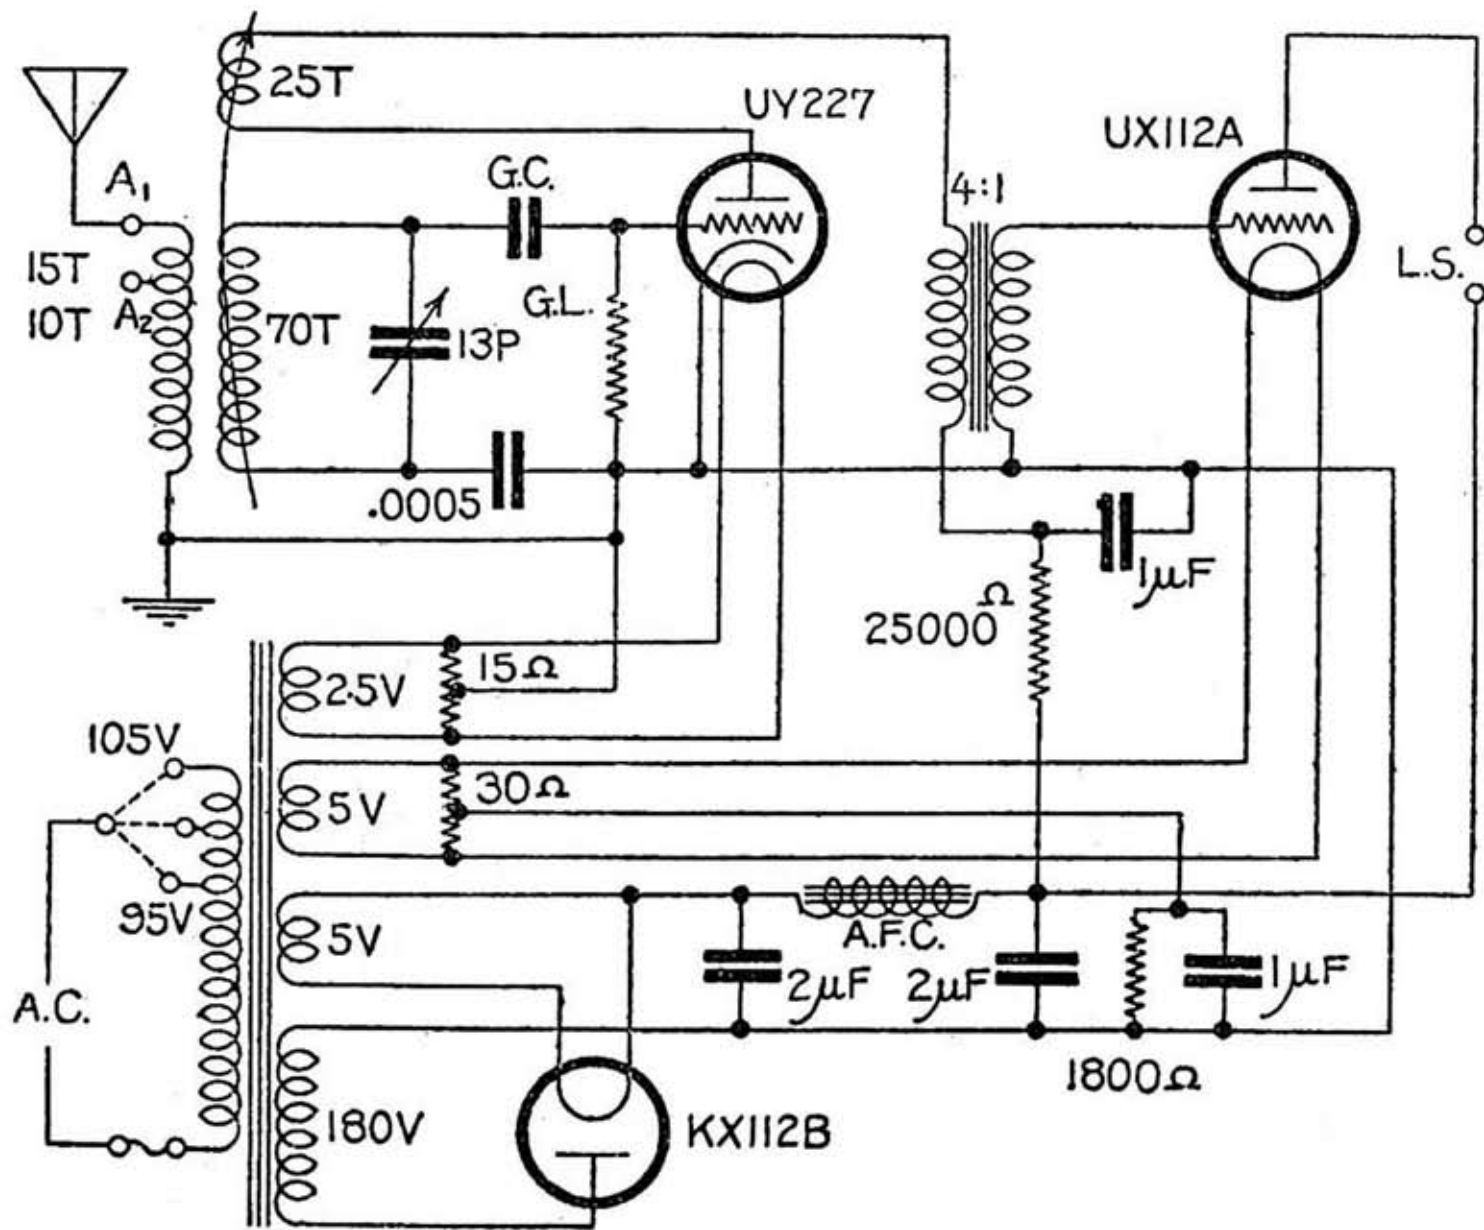 25T
UY227
UX112A
A₁
G.C.
4:1
15T
10T
A₂
70T
13P
G.L.
L.S.
.0005
1µF
25000Ω
2.5V
15Ω
105V
5V
30Ω
95V
5V
A.F.C.
A.C.
2µF
2µF
1µF
1800Ω
180V
KX112B